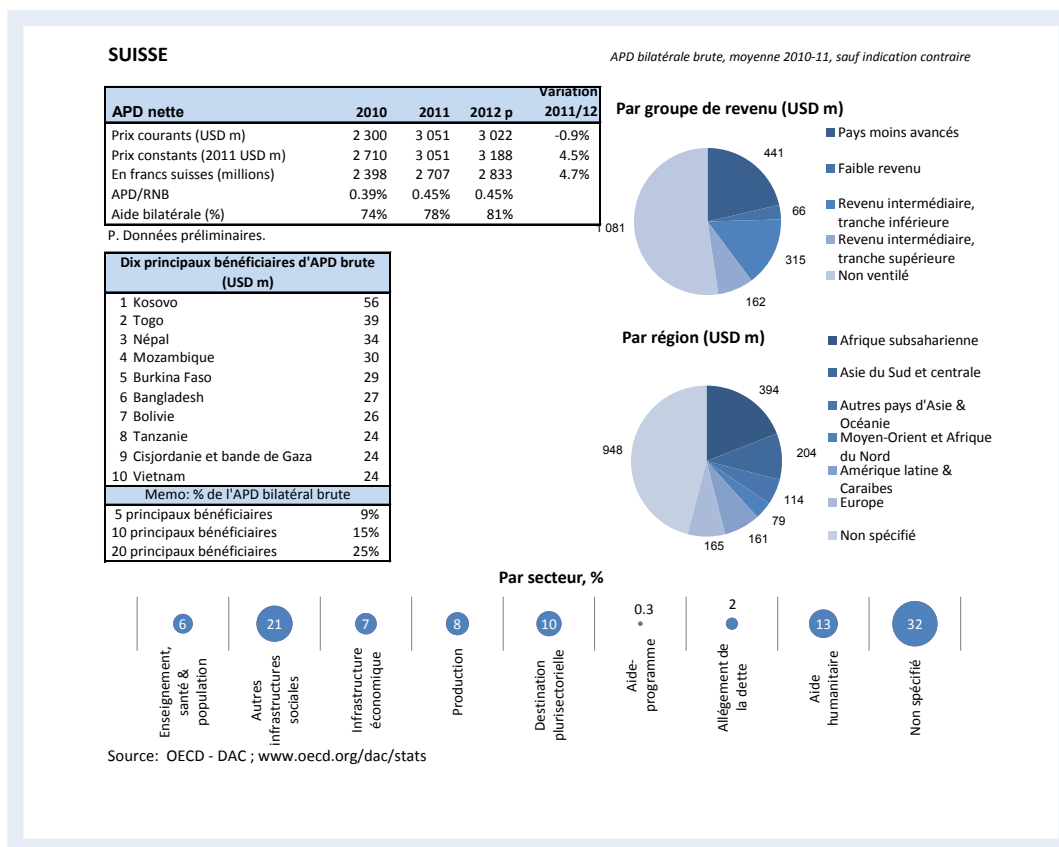 SUISSE
APD bilatérale brute, moyenne 2010-11, sauf indication contraire
APD nette 2010 2011 2012 p Variation 2011/12
Prix courants (USD m) 2 300 3 051 3 022 -0.9%
Prix constants (2011 USD m) 2 710 3 051 3 188 4.5%
En francs suisses (millions) 2 398 2 707 2 833 4.7%
APD/RNB 0.39% 0.45% 0.45%
Aide bilatérale (%) 74% 78% 81%
P. Données préliminaires.
Dix principaux bénéficiaires d'APD brute
(USD m)
1 Kosovo 56
2 Togo 39
3 Népal 34
4 Mozambique 30
5 Burkina Faso 29
6 Bangladesh 27
7 Bolivie 26
8 Tanzanie 24
9 Cisjordanie et bande de Gaza 24
10 Vietnam 24
Memo: % de l'APD bilatéral brute
5 principaux bénéficiaires 9%
10 principaux bénéficiaires 15%
20 principaux bénéficiaires 25%
Par groupe de revenu (USD m)
441
66
315
162
1 081
Pays moins avancés
Faible revenu
Revenu intermédiaire,
tranche inférieure
Revenu intermédiaire,
tranche supérieure
Non ventilé
Par région (USD m)
394
204
114
79
161
165
948
Afrique subsaharienne
Asie du Sud et centrale
Autres pays d'Asie &
Océanie
Moyen-Orient et Afrique
du Nord
Amérique latine &
Caraibes
Europe
Non spécifié
Par secteur, %
6 21 7 8 10 0.3 2 13 32
Enseignement,
santé &
population
Autres
infrastructures
sociales
Infrastructure
économique
Production
Destination
plurisectorielle
Aide-
programme
Allégement de
la dette
Aide
humanitaire
Non spécifié
Source: OECD - DAC ; www.oecd.org/dac/stats